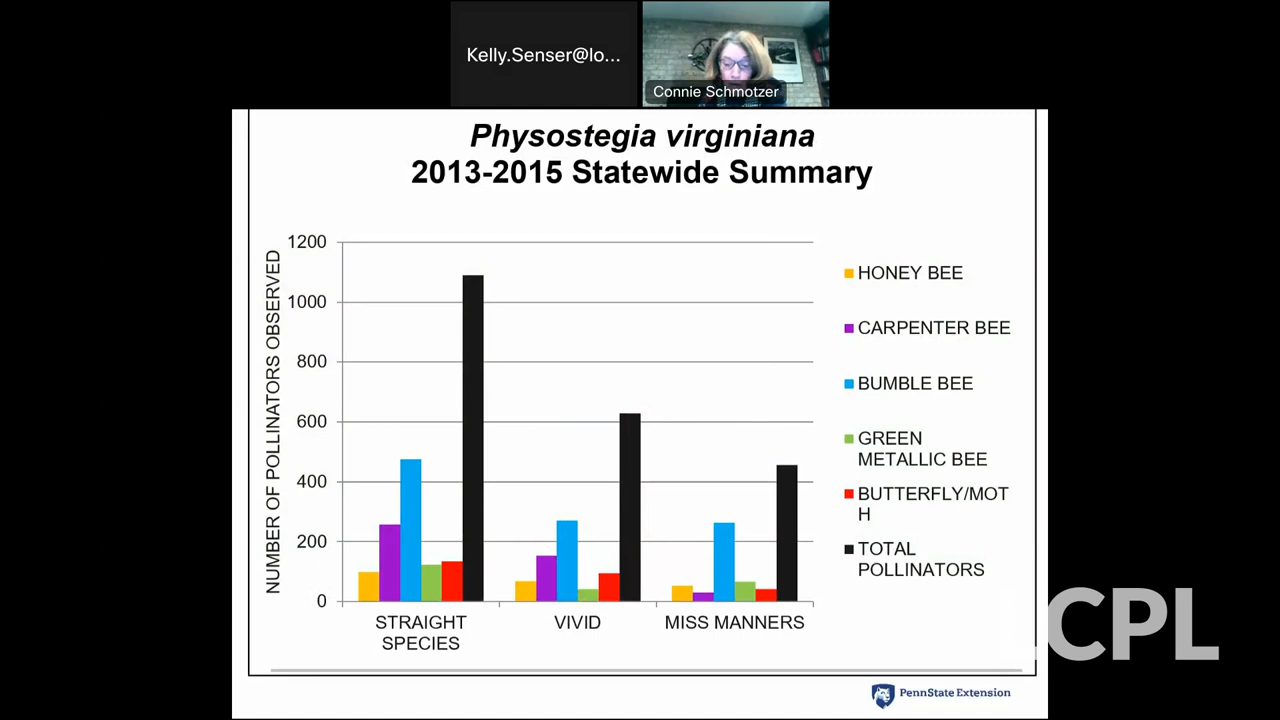 Kelly.Senser@lo...
Connie Schmotzer
Physostegia virginiana
2013-2015 Statewide Summary
NUMBER OF POLLINATORS OBSERVED
1200
1000
800
600
400
200
0
STRAIGHT
SPECIES
VIVID
MISS MANNERS
HONEY BEE
CARPENTER BEE
BUMBLE BEE
GREEN
METALLIC BEE
BUTTERFLY/MOT
H
TOTAL
POLLINATORS
LCPL
PennState Extension